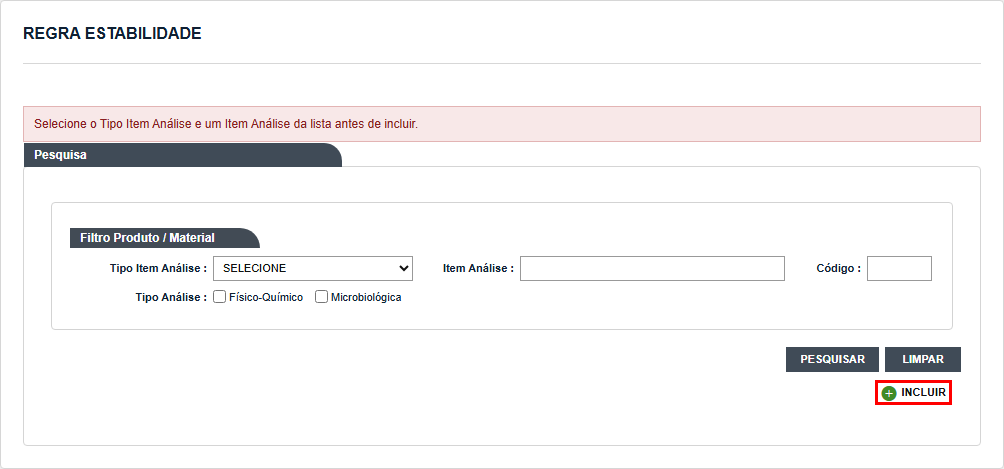 REGRA ESTABILIDADE
Selecione o Tipo Item Análise e um Item Análise da lista antes de incluir.
Pesquisa
Filtro Produto / Material
Tipo Item Análise : SELECIONE Item Análise : Código :
Tipo Análise : Físico-Químico Microbiológica
PESQUISAR LIMPAR
INCLUIR